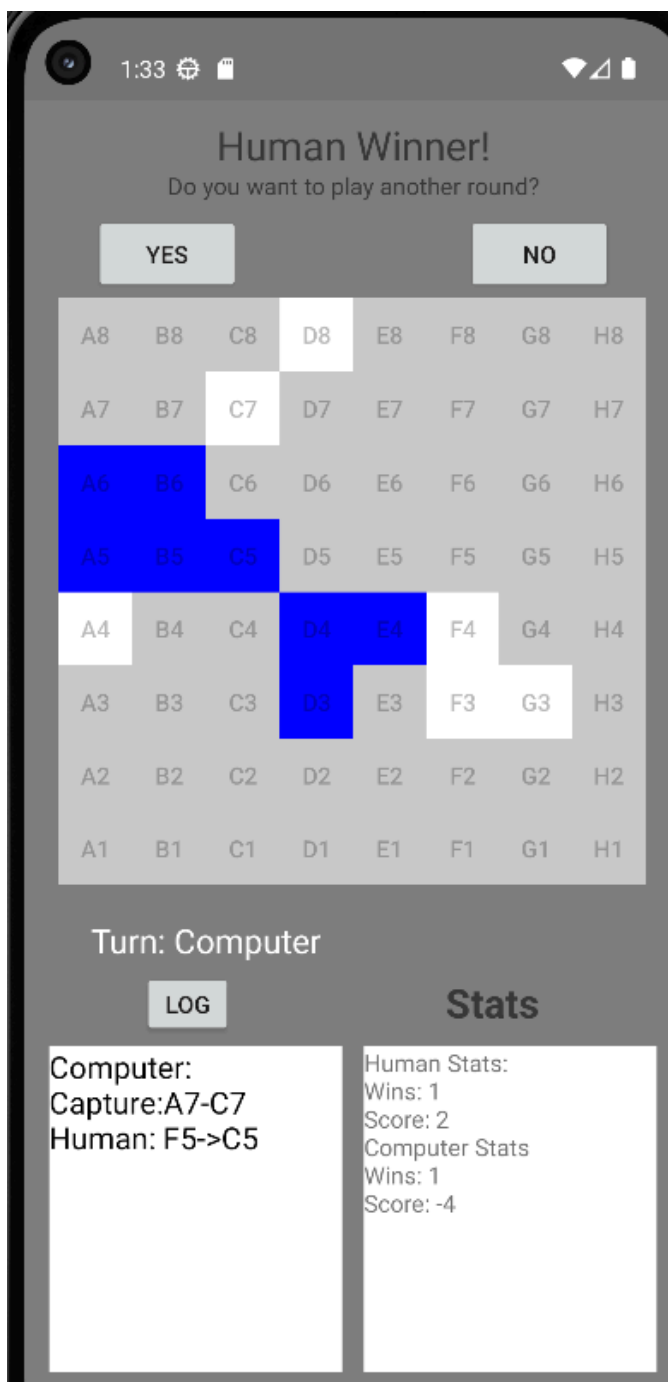 1:33
Human Winner!
Do you want to play another round?
YES NO
A8 B8 C8 D8 E8 F8 G8 H8
A7 B7 C7 D7 E7 F7 G7 H7
A6 B6 C6 D6 E6 F6 G6 H6
A5 B5 C5 D5 E5 F5 G5 H5
A4 B4 C4 D4 E4 F4 G4 H4
A3 B3 C3 D3 E3 F3 G3 H3
A2 B2 C2 D2 E2 F2 G2 H2
A1 B1 C1 D1 E1 F1 G1 H1
Turn: Computer
LOG
Computer:
Capture:A7-C7
Human: F5->C5
Stats
Human Stats:
Wins: 1
Score: 2
Computer Stats
Wins: 1
Score: -4